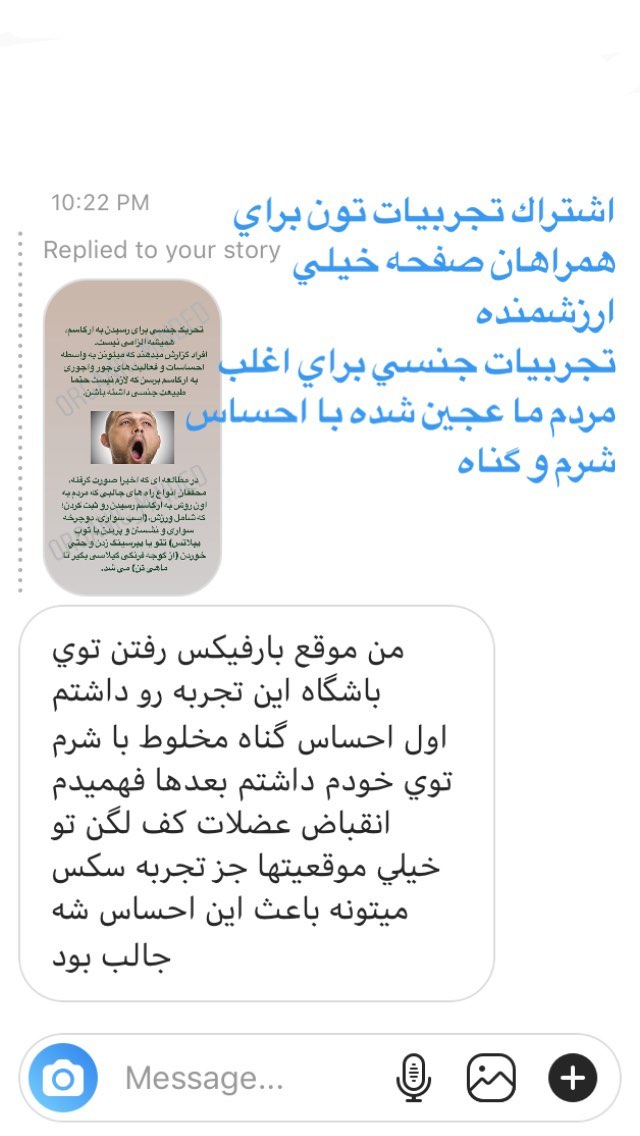 10:22 PM
Replied to your story
اشتراك تجربيات تون براي
همراهان صفحه خيلي
ارزشمنده
تجربيات جنسي براي اغلب
مردم ما عجين شده با احساس
شرم و گناه
تحریک جنسی برای رسیدن به ارگاسم،
همیشه الزامی نیست.
افراد گزارش میدهند که میتونن به واسطه
احساسات و فعالیت های جور واجوری
به ارگاسم برسن که لازم نیست حتما
طبیعت جنسی داشته باشن.
در مطالعه ای که اخیرا صورت گرفته،
محققان انواع راه های جالبی که مردم به
اون روش به ارگاسم رسیدن رو ثبت کردن؛
که شامل ورزش، (اسب سواری، دوچرخه
سواری و نشستن و پریدن با توپ
پیلاتس) تتو یا پیرسینگ زدن و حتی
خوردن (از گوجه فرنگی گیلاسی بگیر تا
ماهی تن) می شد.
من موقع بارفيكس رفتن توي
باشگاه اين تجربه رو داشتم
اول احساس گناه مخلوط با شرم
توي خودم داشتم بعدها فهميدم
انقباض عضلات كف لگن تو
خيلي موقعيتها جز تجربه سكس
ميتونه باعث اين احساس شه
جالب بود
Message...